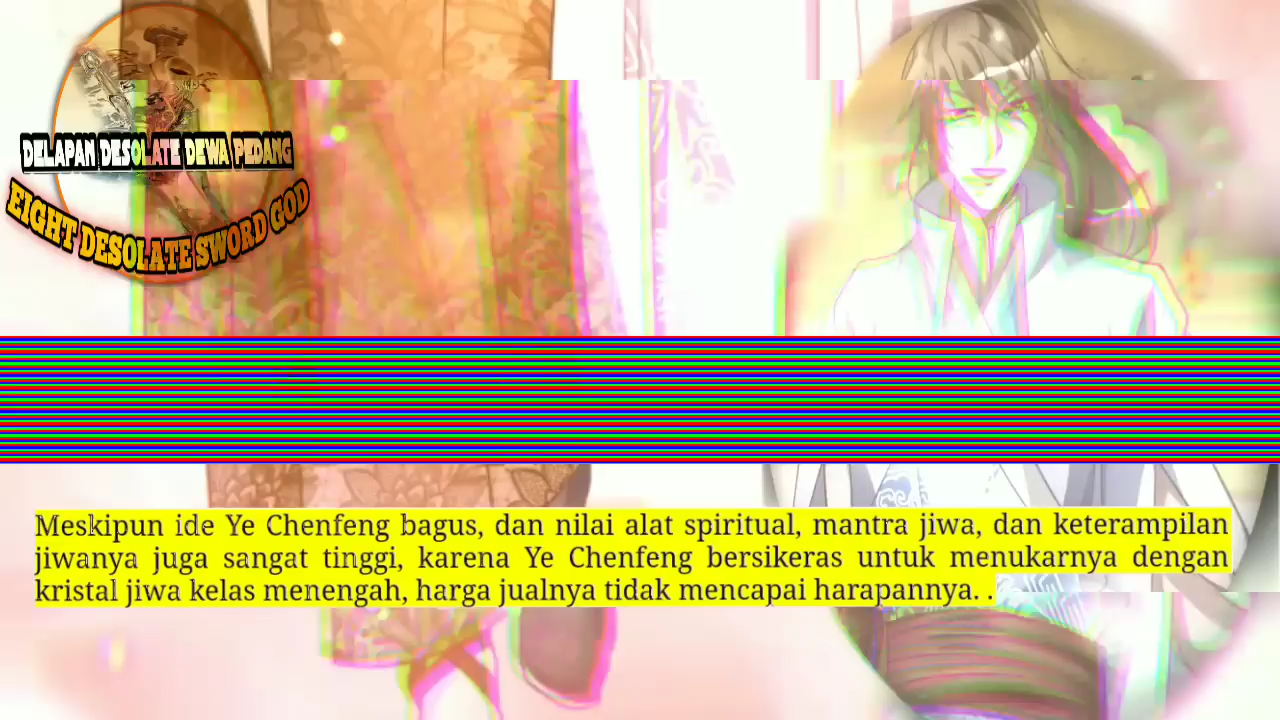 DELAPAN DESOLATE DEWA PEDANG
EIGHT DESOLATE SWORD GOD
Meskipun ide Ye Chenfeng bagus, dan nilai alat spiritual, mantra jiwa, dan keterampilan
jiwanya juga sangat tinggi, karena Ye Chenfeng bersikeras untuk menukarnya dengan
kristal jiwa kelas menengah, harga jualnya tidak mencapai harapannya. .